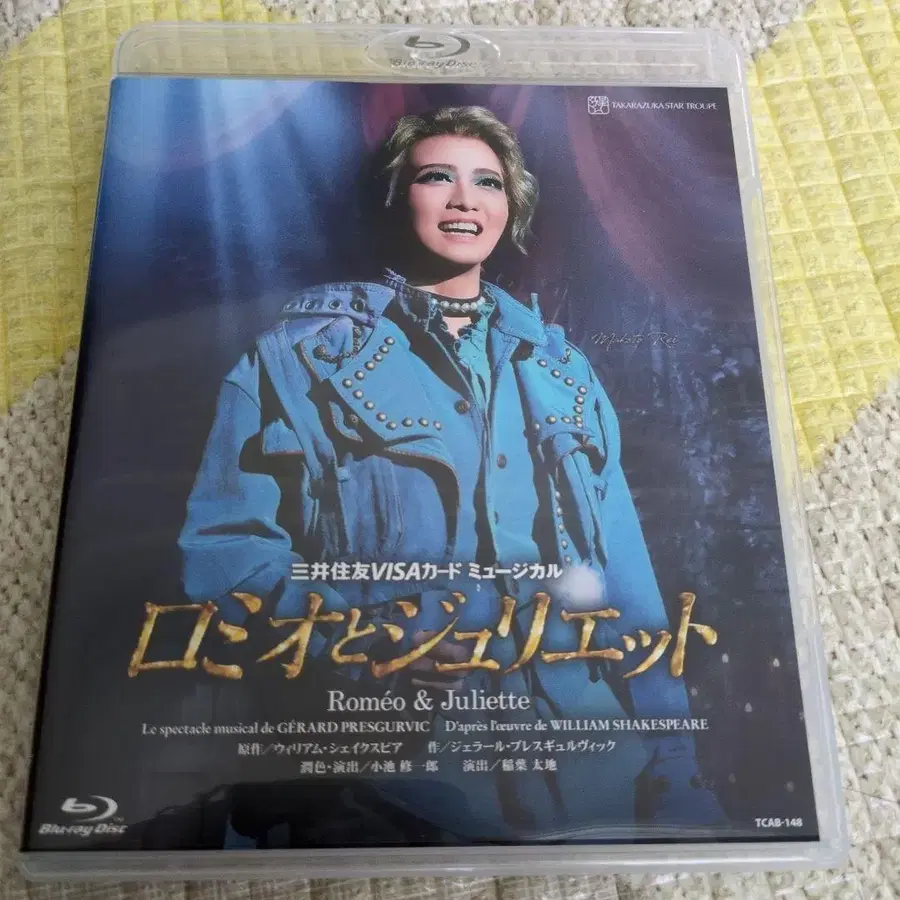 Blu-ray Disc
TAKARAZUKA STAR TROUPE
Makoto Rei
三井住友VISAカード ミュージカル
ロミオとジュリエット
Roméo & Juliette
Le spectacle musical de GÉRARD PRESGURVIC D'après l'œuvre de WILLIAM SHAKESPEARE
原作／ウィリアム・シェイクスピア 作／ジェラール・プレスギュルヴィック
潤色・演出／小池 修一郎 演出／稲葉 太地
Blu-ray Disc
TCAB-148